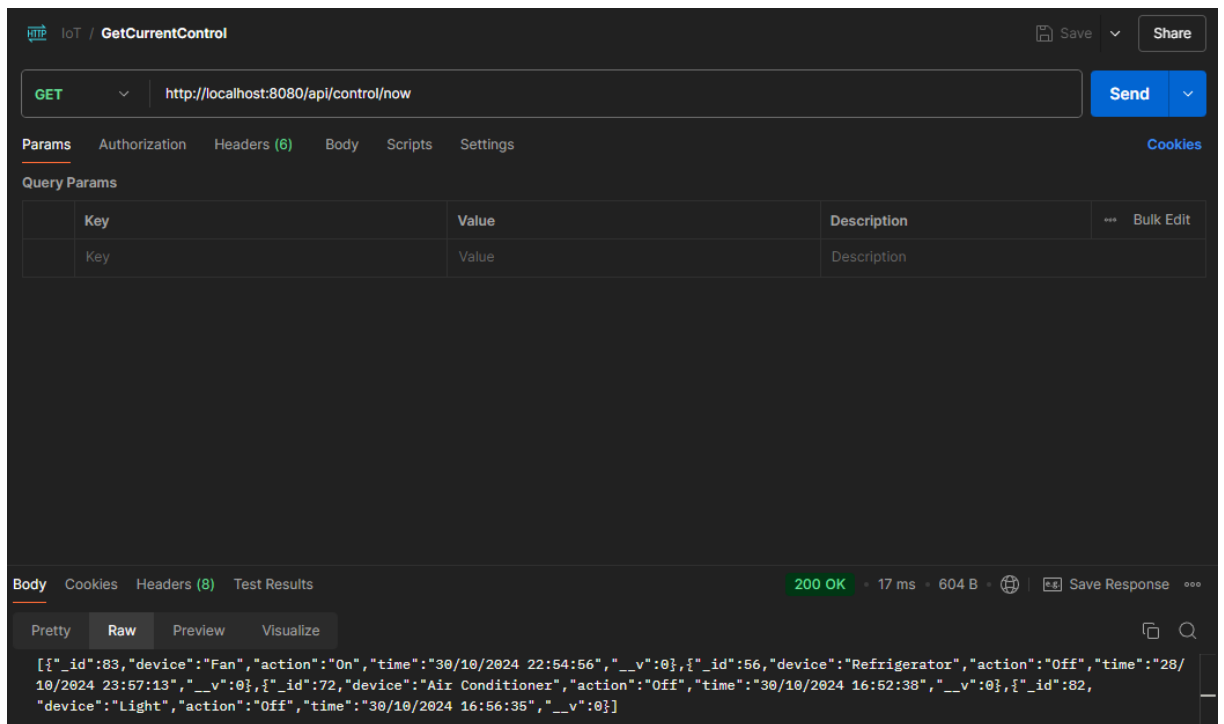 HTTP IoT / GetCurrentControl Save Share
GET http://localhost:8080/api/control/now Send
Params Authorization Headers (6) Body Scripts Settings Cookies
Query Params
Key Value Description Bulk Edit
Key Value Description
Body Cookies Headers (8) Test Results 200 OK • 17 ms • 604 B • e.g. Save Response
Pretty Raw Preview Visualize
[{"_id":83,"device":"Fan","action":"On","time":"30/10/2024 22:54:56","__v":0},{"_id":56,"device":"Refrigerator","action":"Off","time":"28/
10/2024 23:57:13","__v":0},{"_id":72,"device":"Air Conditioner","action":"Off","time":"30/10/2024 16:52:38","__v":0},{"_id":82,
"device":"Light","action":"Off","time":"30/10/2024 16:56:35","__v":0}]